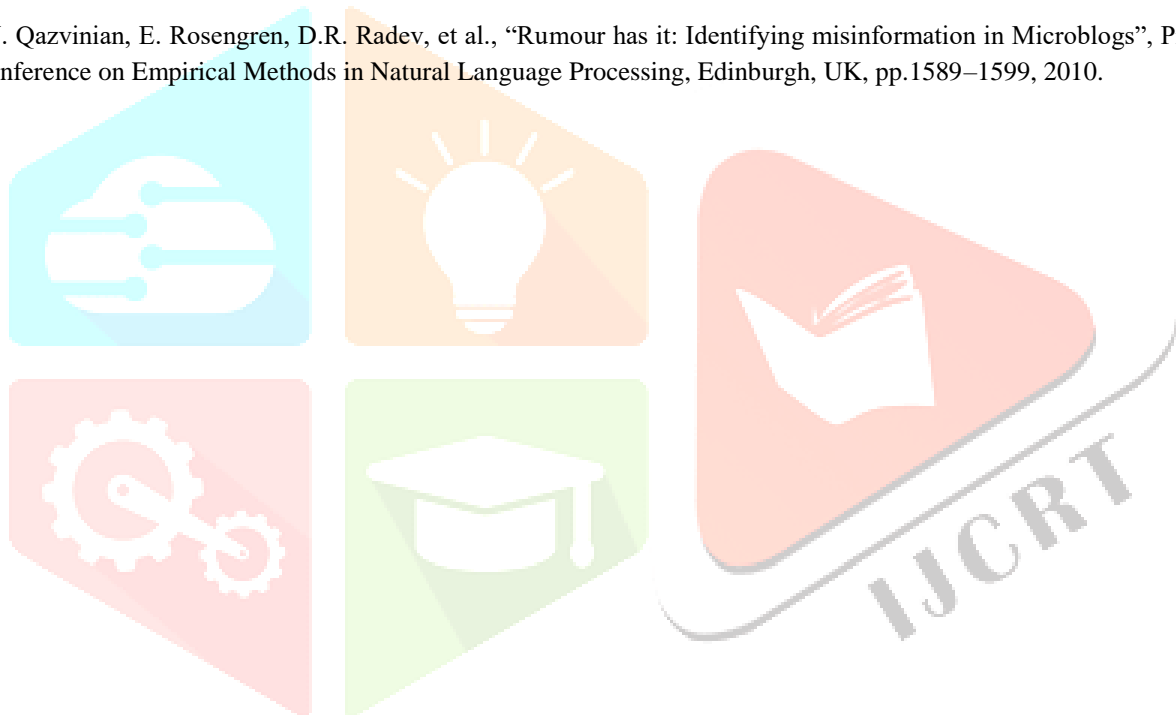 . Qazvinian, E. Rosengren, D.R. Radev, et al., “Rumour has it: Identifying misinformation in Microblogs”, P
nference on Empirical Methods in Natural Language Processing, Edinburgh, UK, pp.1589–1599, 2010.
IJCRT